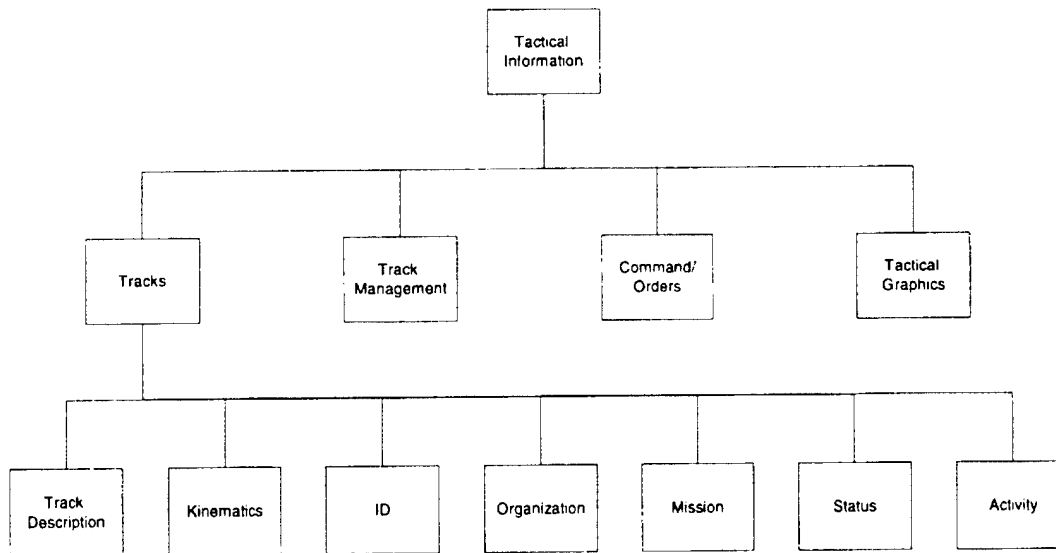 Tactical
Information
Tracks
Track
Management
Command/
Orders
Tactical
Graphics
Track
Description
Kinematics
ID
Organization
Mission
Status
Activity